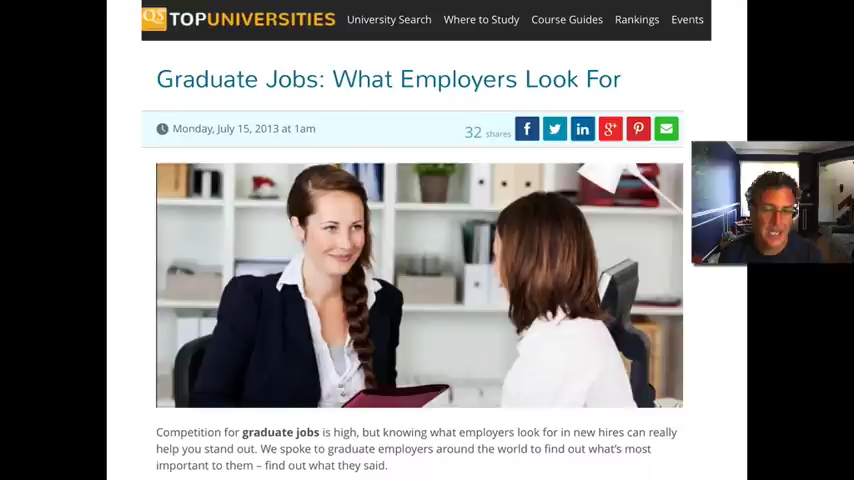 QS TOPUNIVERSITIES University Search Where to Study Course Guides Rankings Events
Graduate Jobs: What Employers Look For
Monday, July 15, 2013 at 1am 32 shares
Competition for graduate jobs is high, but knowing what employers look for in new hires can really
help you stand out. We spoke to graduate employers around the world to find out what's most
important to them – find out what they said.